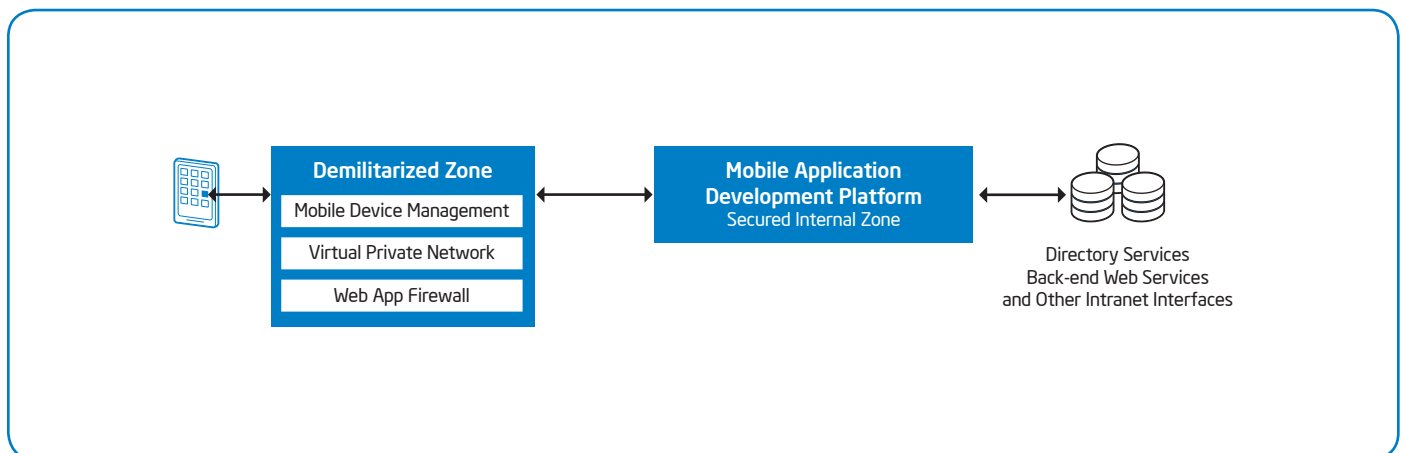 Demilitarized Zone
Mobile Device Management
Virtual Private Network
Web App Firewall
Mobile Application
Development Platform
Secured Internal Zone
Directory Services
Back-end Web Services
and Other Intranet Interfaces